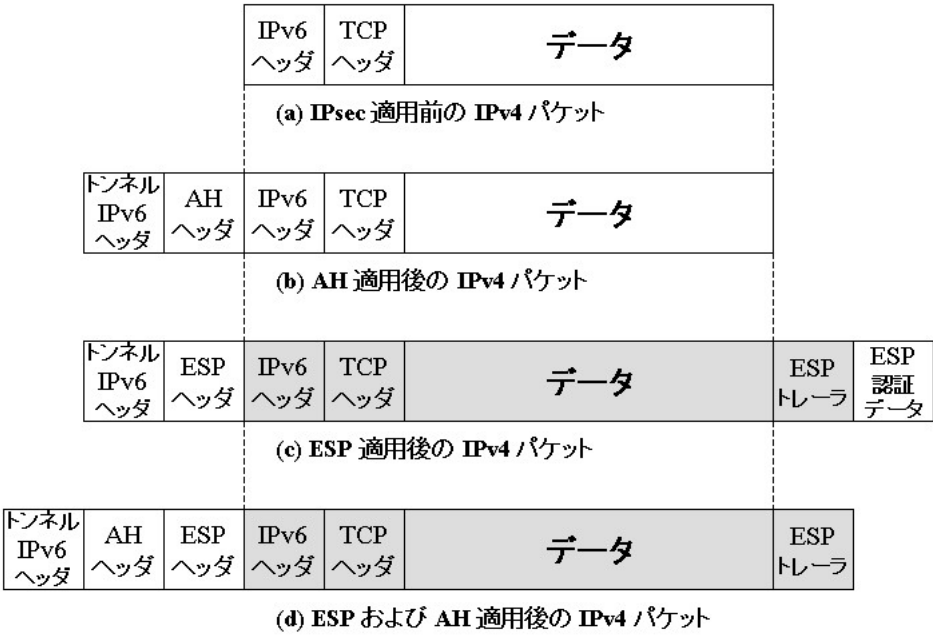 IPv6 TCP データ
ヘッダ ヘッダ
(a) IPsec 適用前の IPv4 パケット
トンネル
IPv6 AH IPv6 TCP データ
ヘッダ ヘッダ ヘッダ ヘッダ
(b) AH 適用後の IPv4 パケット
トンネル ESP
IPv6 ESP IPv6 TCP データ ESP 認証
ヘッダ ヘッダ ヘッダ ヘッダ トレーラ データ
(c) ESP 適用後の IPv4 パケット
トンネル
IPv6 AH ESP IPv6 TCP データ ESP
ヘッダ ヘッダ ヘッダ ヘッダ ヘッダ トレーラ
(d) ESP および AH 適用後の IPv4 パケット